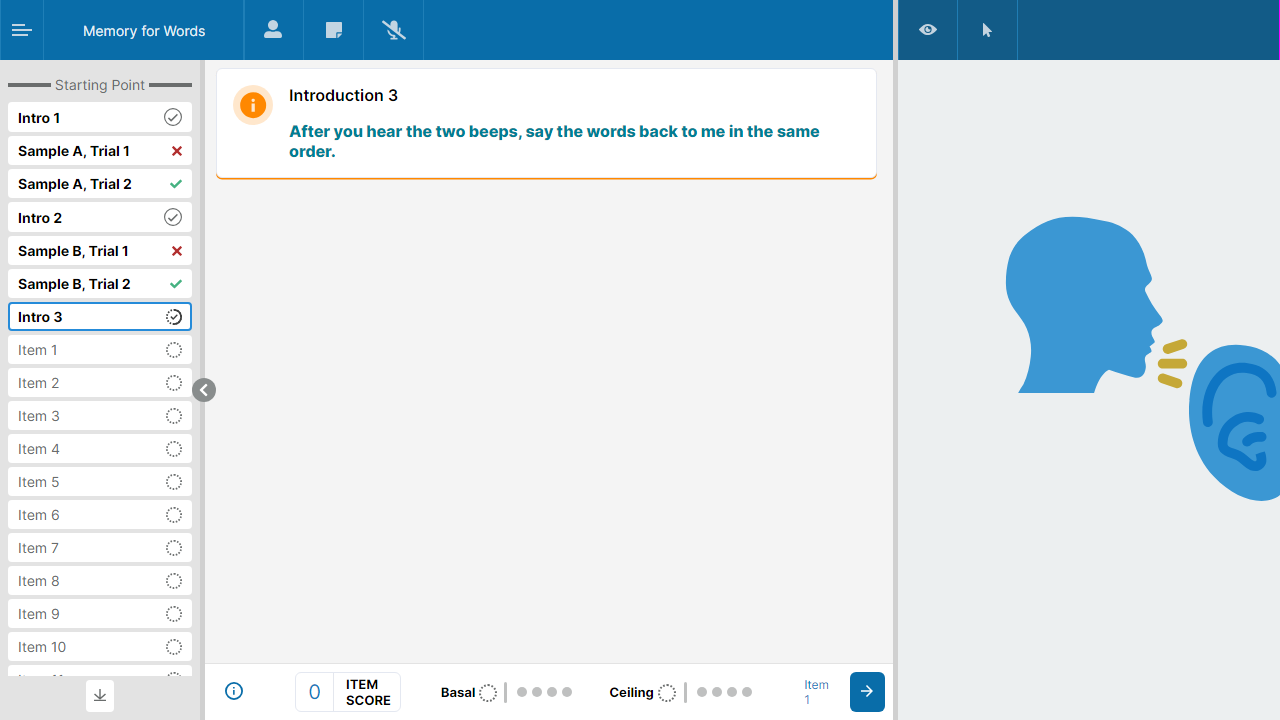 Memory for Words
Starting Point
Intro 1
Sample A, Trial 1
Sample A, Trial 2
Intro 2
Sample B, Trial 1
Sample B, Trial 2
Intro 3
Item 1
Item 2
Item 3
Item 4
Item 5
Item 6
Item 7
Item 8
Item 9
Item 10
Introduction 3
After you hear the two beeps, say the words back to me in the same
order.
0
ITEM
SCORE
Basal
Ceiling
Item
1